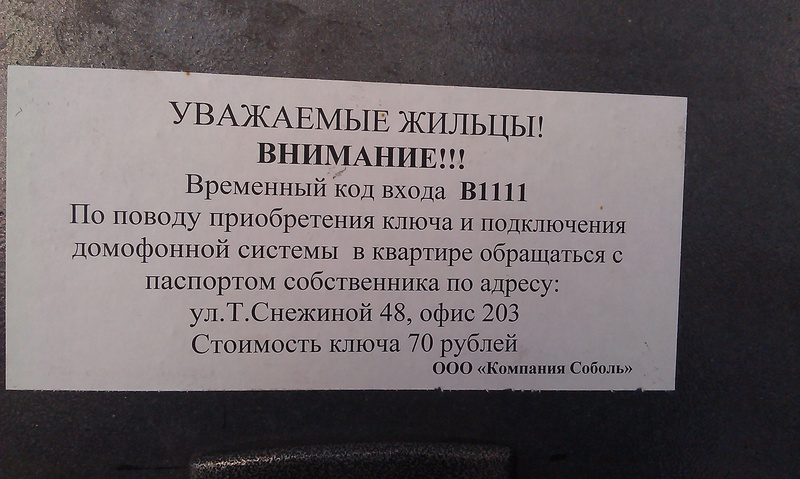 УВАЖАЕМЫЕ ЖИЛЬЦЫ!
ВНИМАНИЕ!!!
Временный код входа В1111
По поводу приобретения ключа и подключения
домофонной системы в квартире обращаться с
паспортом собственника по адресу:
ул.Т.Снежиной 48, офис 203
Стоимость ключа 70 рублей
ООО «Компания Соболь»